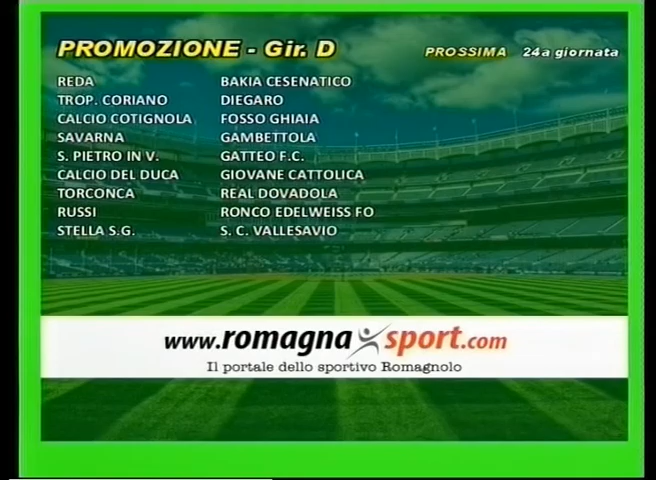 PROMOZIONE - Gir. D
PROSSIMA 24a giornata
REDA BAKIA CESENATICO
TROP. CORIANO DIEGARO
CALCIO COTIGNOLA FOSSO GHIAIA
SAVARNA GAMBETTOLA
S. PIETRO IN V. GATTEO F.C.
CALCIO DEL DUCA GIOVANE CATTOLICA
TORCONCA REAL DOVADOLA
RUSSI RONCO EDELWEISS FO
STELLA S.G. S. C. VALLESAVIO
www.romagnasport.com
Il portale dello sportivo Romagnolo